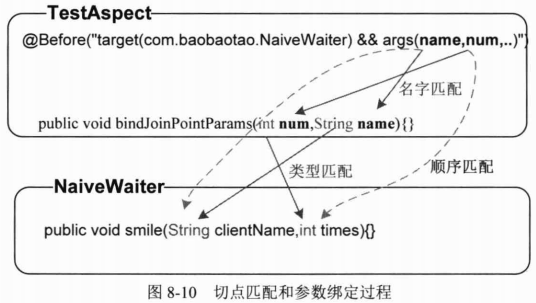 TestAspect
@Before("target(com.baobaotao.NaiveWaiter) && args(name,num,..)")
名字匹配
public void bindJoinPointParams(int num,String name){}
类型匹配
顺序匹配
NaiveWaiter
public void smile(String clientName,int times){}
图 8-10 切点匹配和参数绑定过程